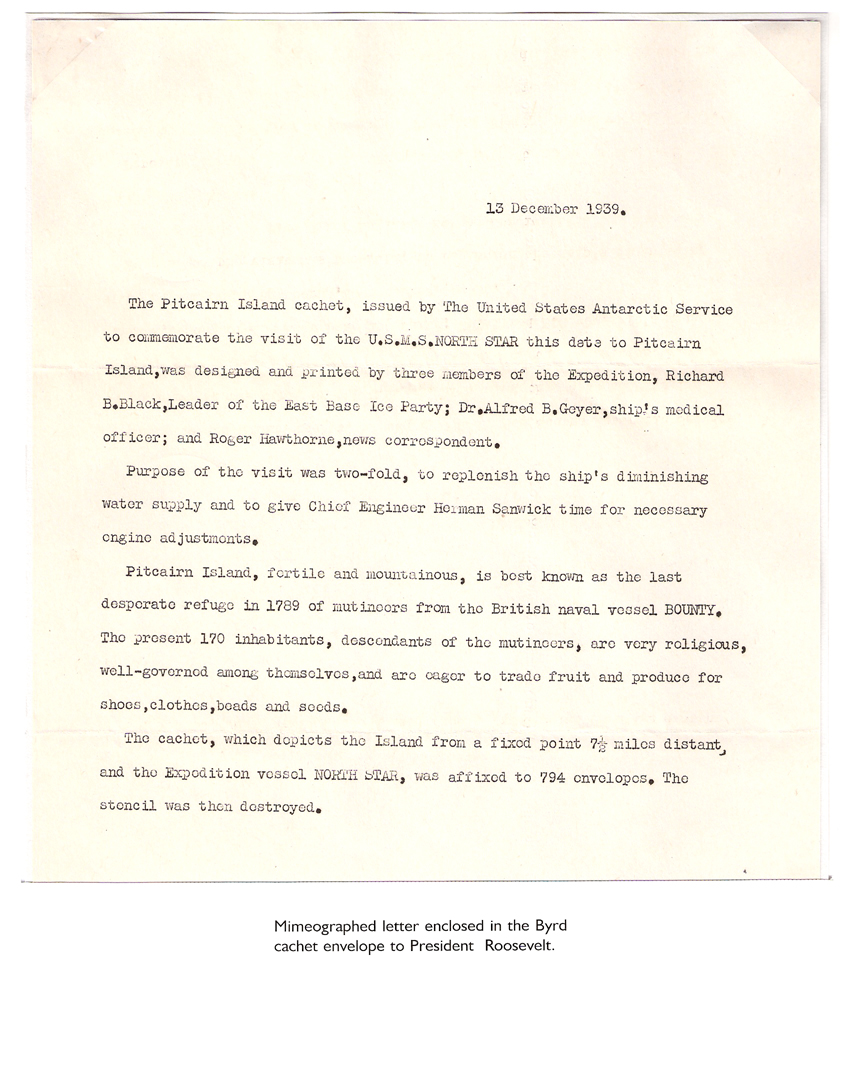 13 December 1939.
The Pitcairn Island cachet, issued by The United States Antarctic Service
to commemorate the visit of the U.S.M.S.NORTH STAR this date to Pitcairn
Island,was designed and printed by three members of the Expedition, Richard
B.Black,Leader of the East Base Ice Party; Dr.Alfred B.Geyer,ship's medical
officer; and Roger Hawthorne,news correspondent.
Purpose of the visit was two-fold, to replenish the ship's diminishing
water supply and to give Chief Engineer Herman Sanwick time for necessary
engine adjustments.
Pitcairn Island, fertile and mountainous, is best known as the last
desperate refuge in 1789 of mutineers from the British naval vessel BOUNTY.
The present 170 inhabitants, descendants of the mutineers, are very religious,
well-governed among themselves,and are eager to trade fruit and produce for
shoes,clothes,beads and seeds.
The cachet, which depicts the Island from a fixed point 7½ miles distant,
and the Expedition vessel NORTH STAR, was affixed to 794 envelopes. The
stencil was then destroyed.
Mimeographed letter enclosed in the Byrd
cachet envelope to President Roosevelt.